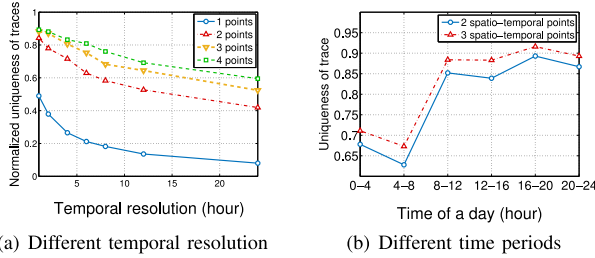 Normalized uniqueness of traces
1
0.8
0.6
0.4
0.2
0
1 points
2 points
3 points
4 points
5
10
15
20
Temporal resolution (hour)
(a) Different temporal resolution
Uniqueness of trace
0.95
0.9
0.85
0.8
0.75
0.7
0.65
2 spatio-temporal points
3 spatio-temporal points
0-4
4-8
8-12
12-16
16-20
20-24
Time of a day (hour)
(b) Different time periods